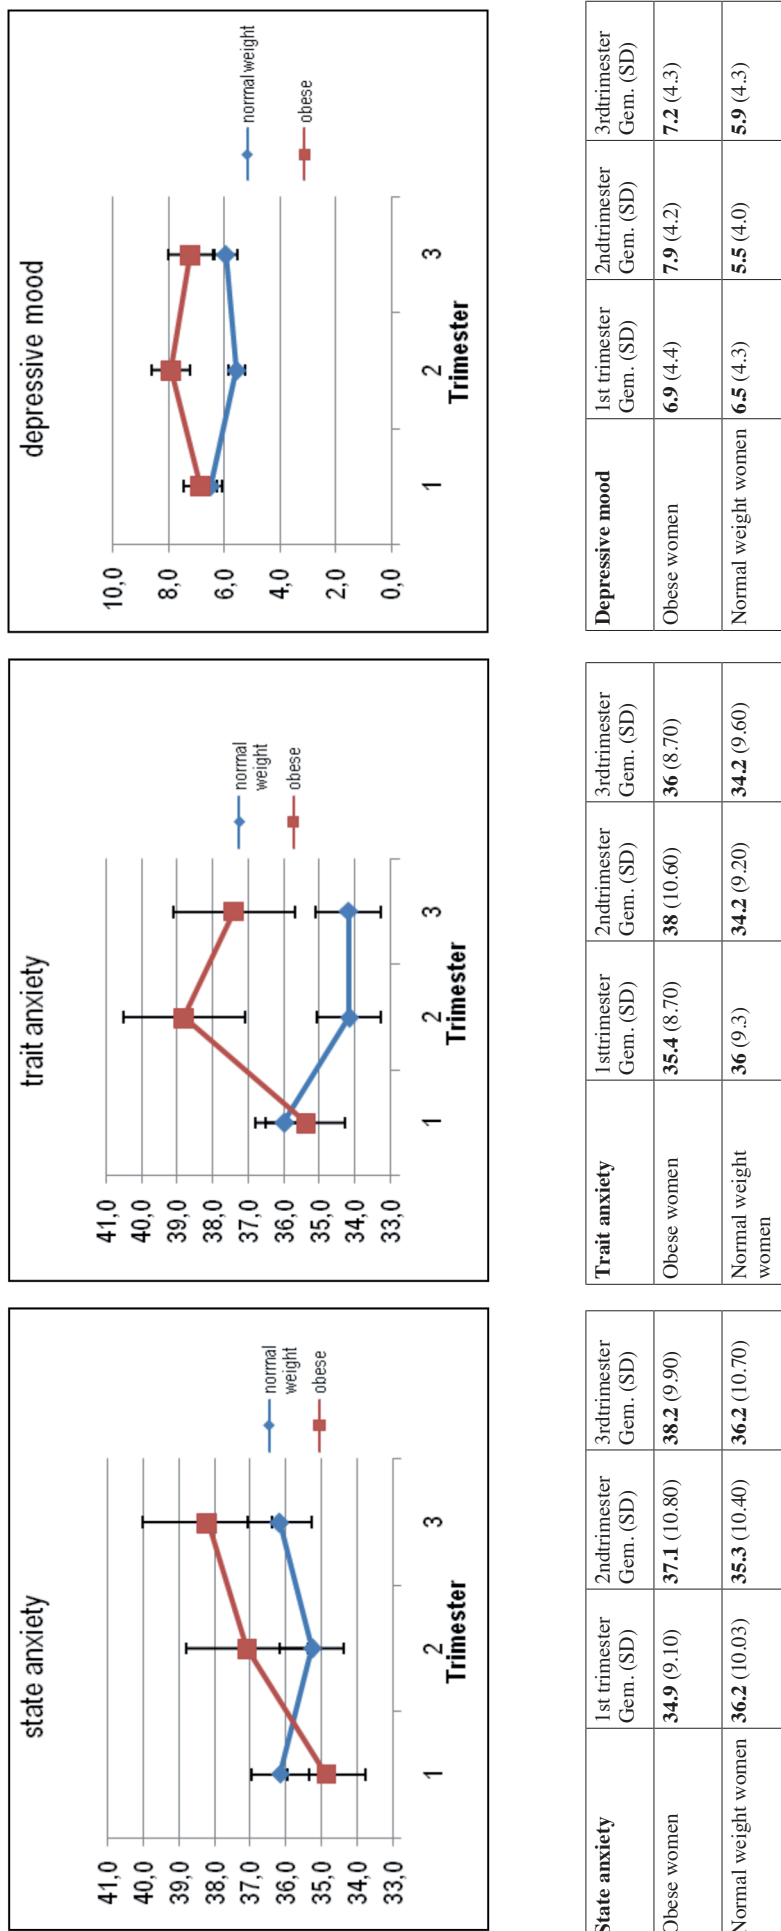 state anxiety
41,0
40,0
39,0
38,0
37,0
36,0
35,0
34,0
33,0
1
2
3
Trimester
normal
weight
obese
State anxiety
1st trimester
Gem. (SD)
2ndtrimester
Gem. (SD)
3rdtrimester
Gem. (SD)
Obese women
34.9 (9.10)
37.1 (10.80)
38.2 (9.90)
Normal weight women
36.2 (10.03)
35.3 (10.40)
36.2 (10.70)
trait anxiety
41,0
40,0
39,0
38,0
37,0
36,0
35,0
34,0
33,0
1
2
3
Trimester
normal
weight
obese
Trait anxiety
1sttrimester
Gem. (SD)
2ndtrimester
Gem. (SD)
3rdtrimester
Gem. (SD)
Obese women
35.4 (8.70)
38 (10.60)
36 (8.70)
Normal weight
women
36 (9.3)
34.2 (9.20)
34.2 (9.60)
depressive mood
10,0
8,0
6,0
4,0
2,0
0,0
1
2
3
Trimester
normal weight
obese
Depressive mood
1st trimester
Gem. (SD)
2ndtrimester
Gem. (SD)
3rdtrimester
Gem. (SD)
Obese women
6.9 (4.4)
7.9 (4.2)
7.2 (4.3)
Normal weight women
6.5 (4.3)
5.5 (4.0)
5.9 (4.3)